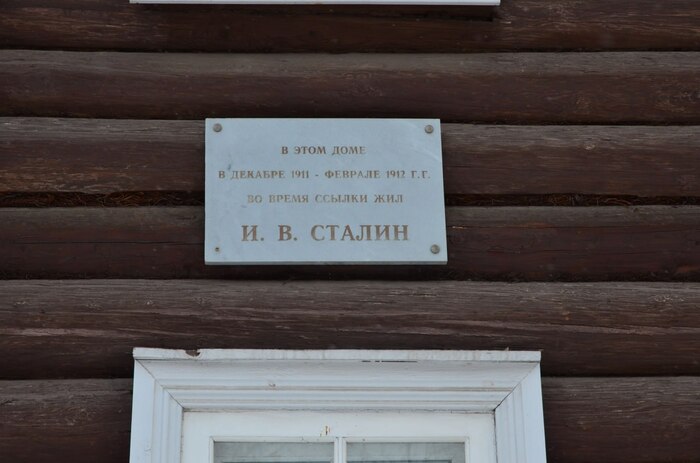 В ЭТОМ ДОМЕ
В ДЕКАБРЕ 1911 - ФЕВРАЛЕ 1912 Г.Г.
ВО ВРЕМЯ ССЫЛКИ ЖИЛ
И. В. СТАЛИН